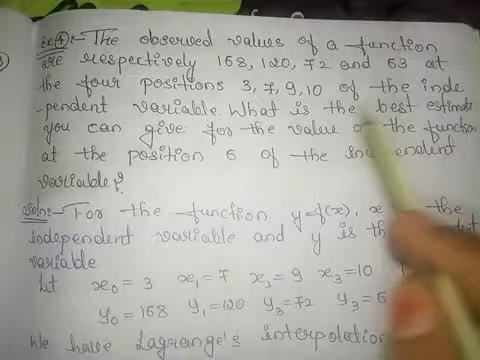 Ex(4):- The observed values of a function
are respectively 168, 120, 72 and 63 at
the four positions 3, 7, 9, 10 of the inde
-pendent variable. What is the best estimate
you can give for the value of the function
at the position 6 of the independent
variable?
Soln:- For the function y=f(x), x the
independent variable and y is the
variable
Let x₀ = 3 x₁ = 7 x₂ = 9 x₃ = 10
y₀ = 168 y₁ = 120 y₃ = 72 y₃ = 6
We have Lagrange's interpolation